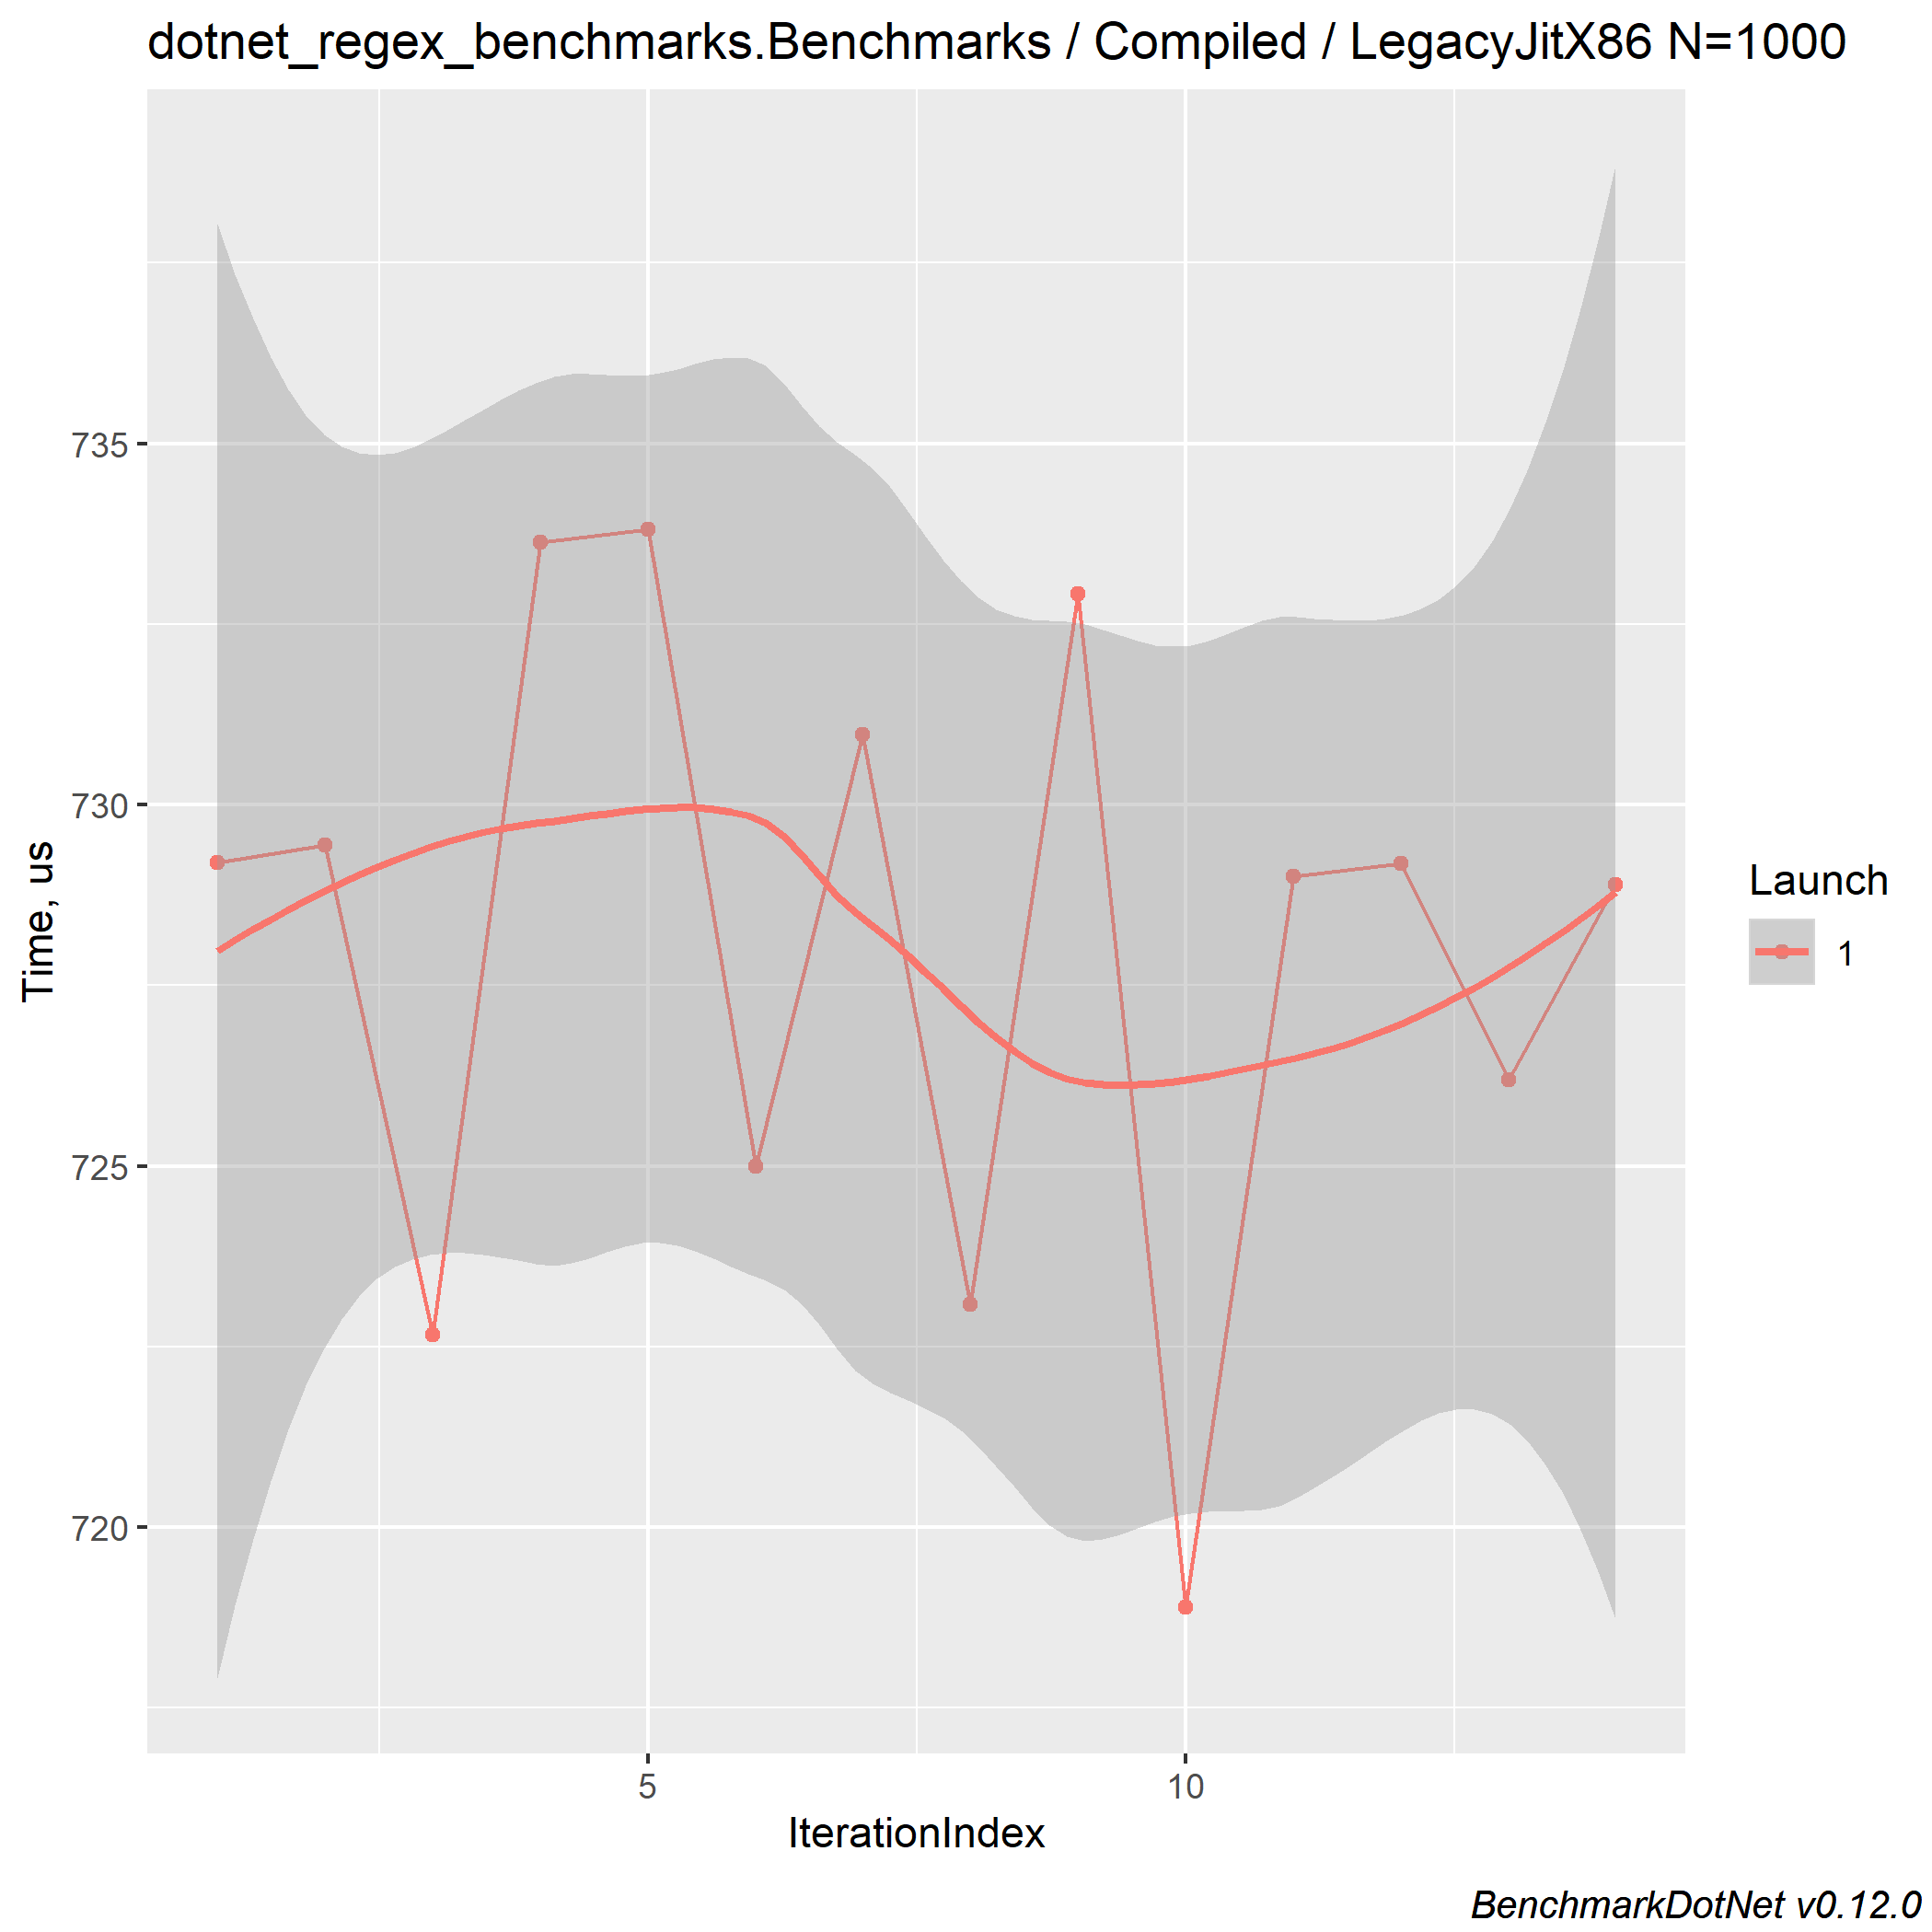 dotnet_regex_benchmarks.Benchmarks / Compiled / LegacyJitX86 N=1000
Time, us
735
730
725
720
5
10
IterationIndex
Launch
1
BenchmarkDotNet v0.12.0